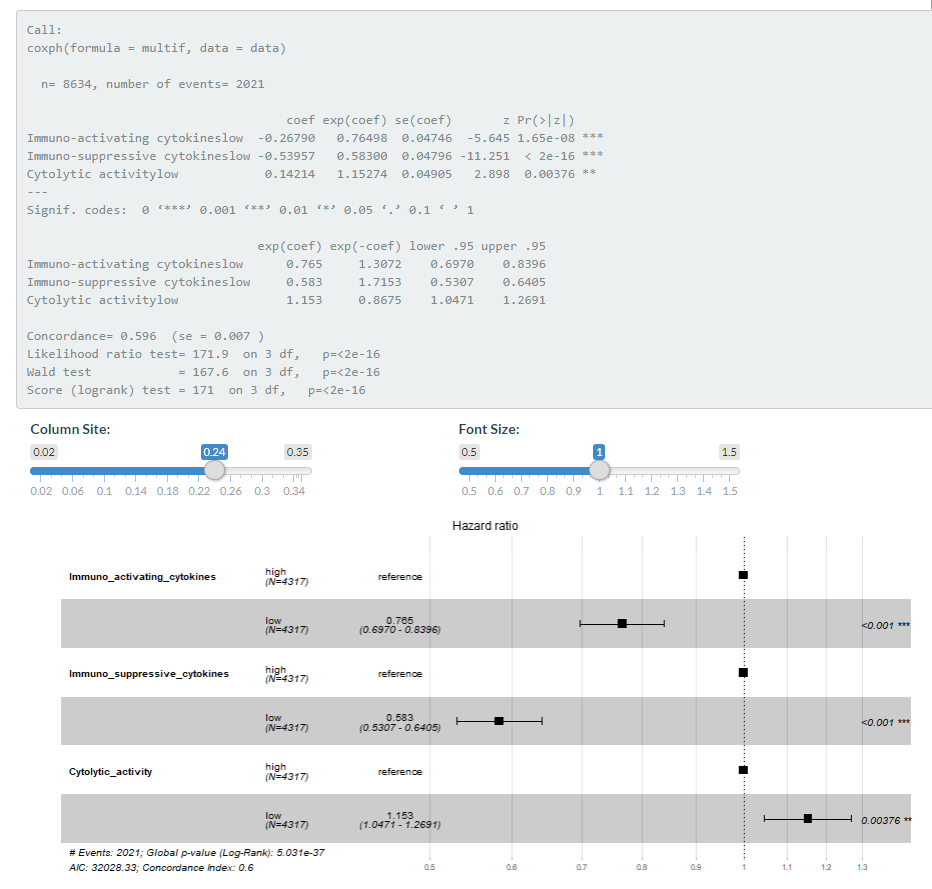 Call:
coxph(formula = multif, data = data)
n= 8634, number of events= 2021
coef exp(coef) se(coef) z Pr(>|z|)
Immuno-activating cytokineslow -0.26790 0.76498 0.04746 -5.645 1.65e-08 ***
Immuno-suppressive cytokineslow -0.53957 0.58300 0.04796 -11.251 < 2e-16 ***
Cytolytic activitylow 0.14214 1.15274 0.04905 2.898 0.00376 **
---
Signif. codes: 0 ‘***’ 0.001 ‘**’ 0.01 ‘*’ 0.05 ‘.’ 0.1 ‘ ’ 1
exp(coef) exp(-coef) lower .95 upper .95
Immuno-activating cytokineslow 0.765 1.3072 0.6970 0.8396
Immuno-suppressive cytokineslow 0.583 1.7153 0.5307 0.6405
Cytolytic activitylow 1.153 0.8675 1.0471 1.2691
Concordance= 0.596 (se = 0.007 )
Likelihood ratio test= 171.9 on 3 df, p=<2e-16
Wald test = 167.6 on 3 df, p=<2e-16
Score (logrank) test = 171 on 3 df, p=<2e-16
Column Site: Font Size:
0.02 0.24 0.35 0.5 1 1.5
0.02 0.06 0.1 0.14 0.18 0.22 0.26 0.3 0.34 0.5 0.6 0.7 0.8 0.9 1 1.1 1.2 1.3 1.4 1.5
Hazard ratio
Immuno_activating_cytokines high reference
(N=4317)
low 0.765
(N=4317) (0.6970 - 0.8396) <0.001 ***
Immuno_suppressive_cytokines high reference
(N=4317)
low 0.583
(N=4317) (0.5307 - 0.6405) <0.001 ***
Cytolytic_activity high reference
(N=4317)
low 1.153
(N=4317) (1.0471 - 1.2691) 0.00376 **
# Events: 2021; Global p-value (Log-Rank): 5.031e-37
AIC: 32028.33; Concordance Index: 0.6
0.5 0.6 0.7 0.8 0.9 1 1.1 1.2 1.3